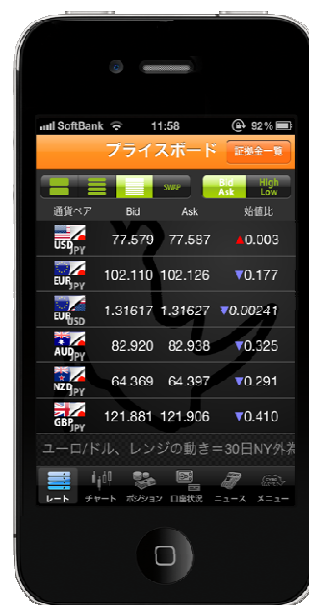 SoftBank 11:58 92%
プライスボード 証拠金一覧
SWAP Bid Ask High Low
通貨ペア Bid Ask 始値比
USD JPY 77.579 77.587 ▲0.003
EUR JPY 102.110 102.126 ▼0.177
EUR USD 1.31617 1.31627 ▼0.00241
AUD JPY 82.920 82.938 ▼0.325
NZD JPY 64.369 64.397 ▼0.291
GBP JPY 121.881 121.906 ▼0.410
ユーロ/ドル、レンジの動き＝30日NY外為
レート チャート ポジション 口座状況 ニュース メニュー